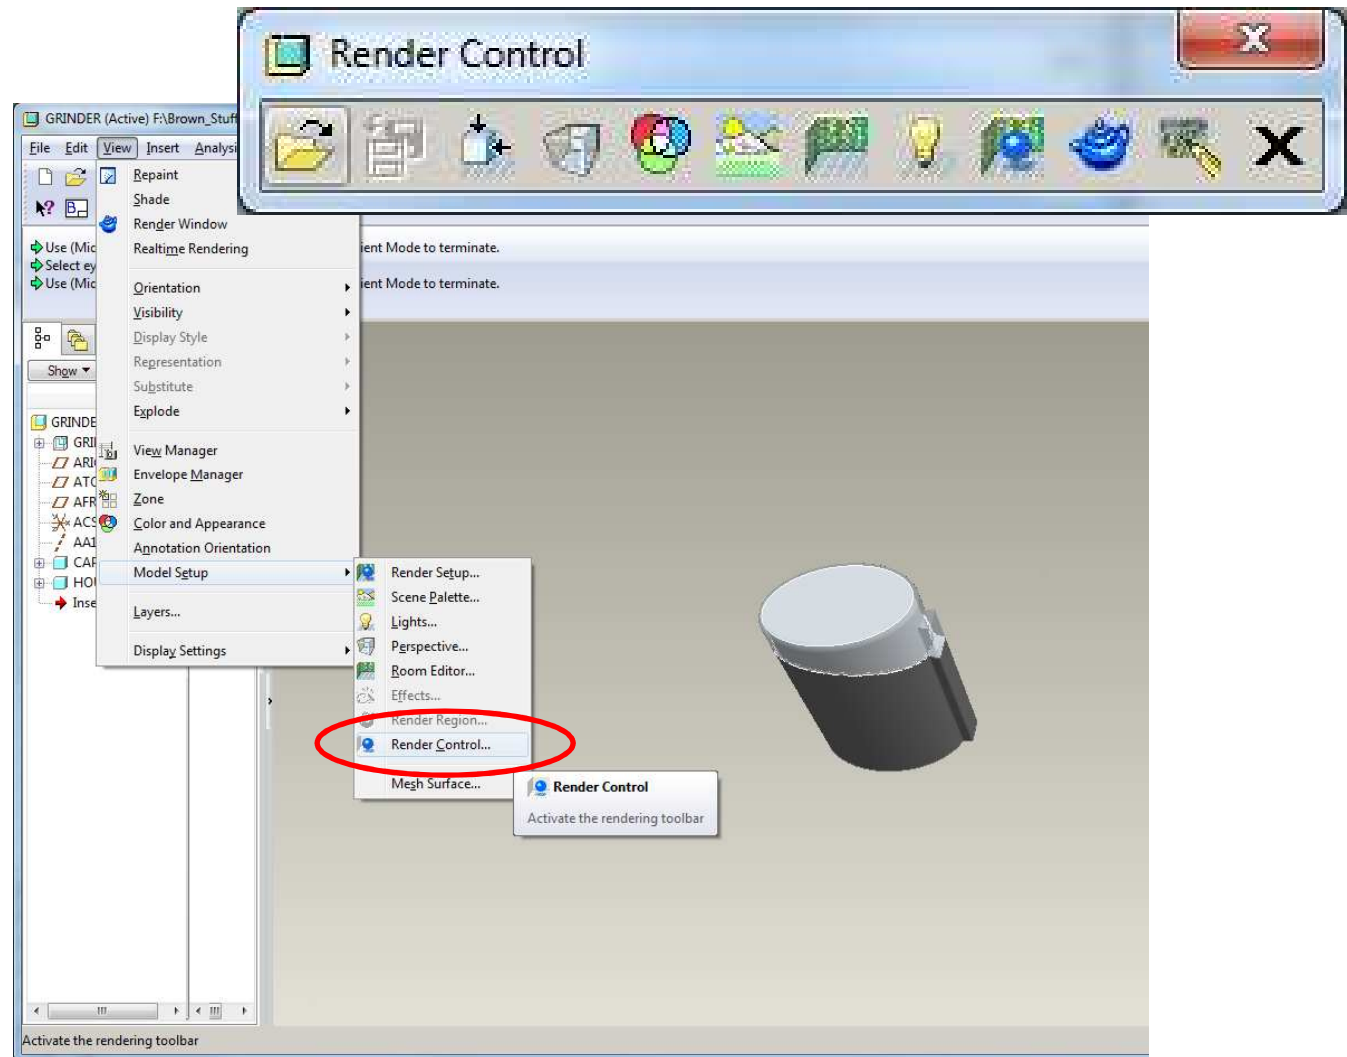 Render Control
GRINDER (Active) F:\Brown_Stuff
File Edit View Insert Analysi
Repaint
Shade
Render Window
Realtime Rendering
Use (Mic
ient Mode to terminate.
Select ey
Use (Mic
ient Mode to terminate.
Orientation
Visibility
Display Style
Representation
Substitute
Explode
Show
GRINDE
GRI
View Manager
Envelope Manager
Zone
Color and Appearance
Annotation Orientation
Model Setup
Layers...
Display Settings
ARI
ATO
AFR
ACS
AA1
CAP
HOU
Inse
Render Setup...
Scene Palette...
Lights...
Perspective...
Room Editor...
Effects...
Render Region...
Render Control...
Mesh Surface...
Render Control
Activate the rendering toolbar
Activate the rendering toolbar